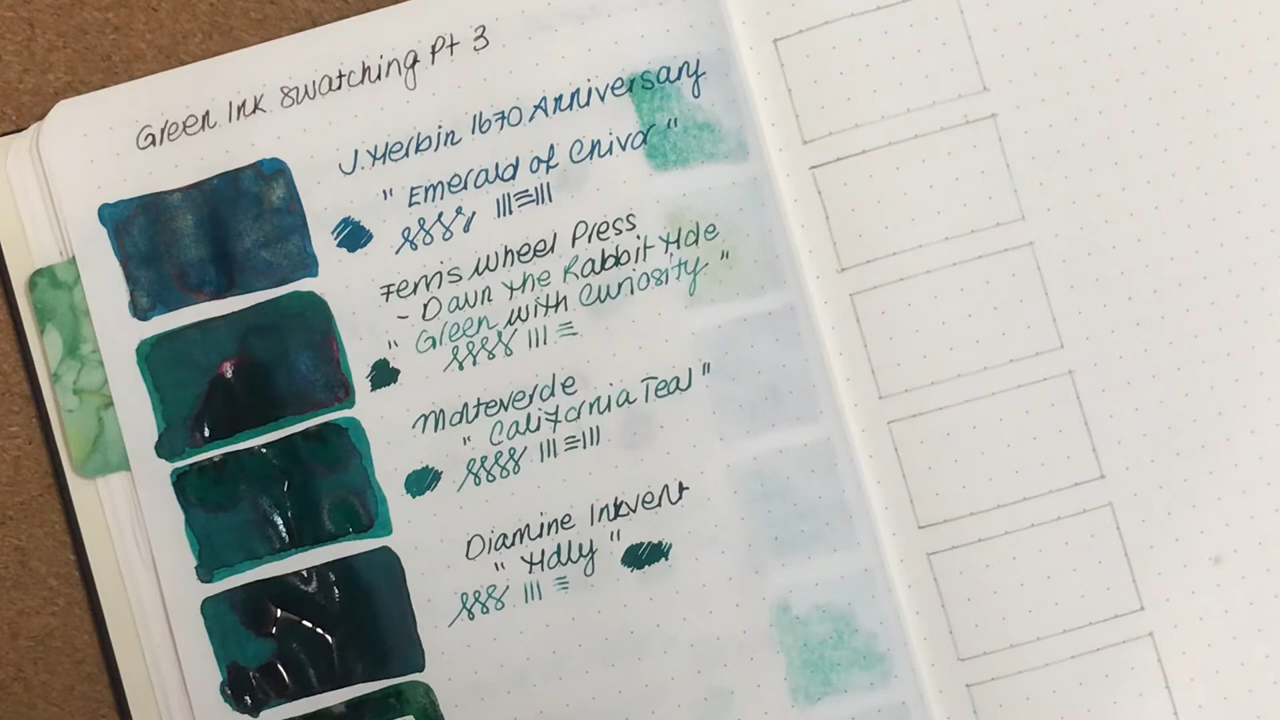 Green Ink Swatching Pt 3
J. Herbin 1670 Anniversary
" Emerald of Chivor "
Ferris Wheel Press
- Down the Rabbit Hole
" Green with Curiosity "
Monteverde
" California Teal "
Diamine Inkvent
" Holly "